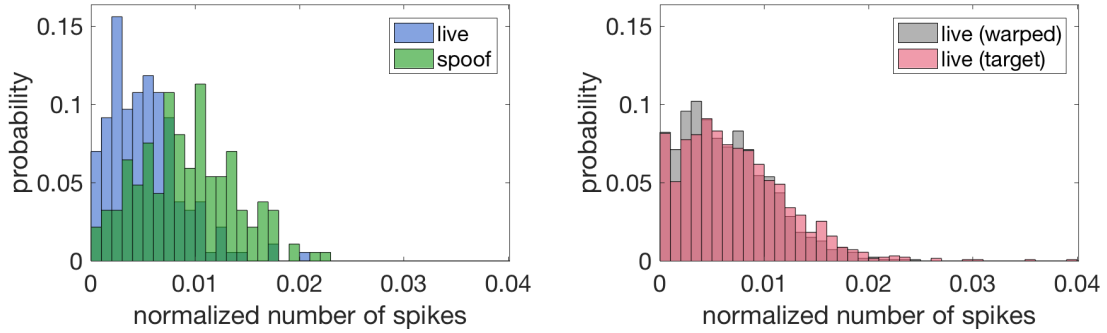 0.15
0.1
0.05
0
probability
live
spoof
0 0.01 0.02 0.03 0.04
normalized number of spikes
0.15
0.1
0.05
0
probability
live (warped)
live (target)
0 0.01 0.02 0.03 0.04
normalized number of spikes